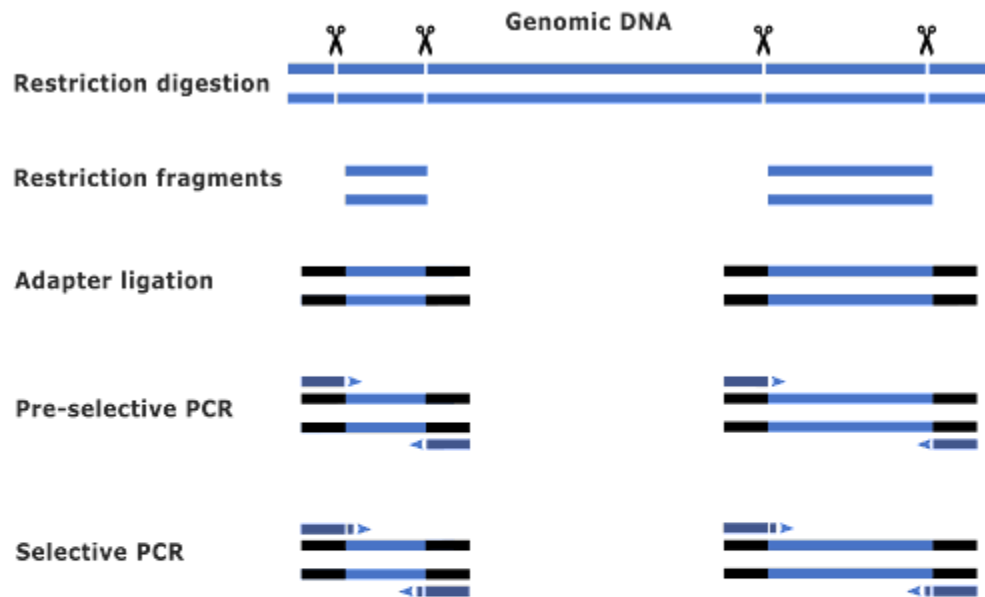 Genomic DNA
Restriction digestion
Restriction fragments
Adapter ligation
Pre-selective PCR
Selective PCR